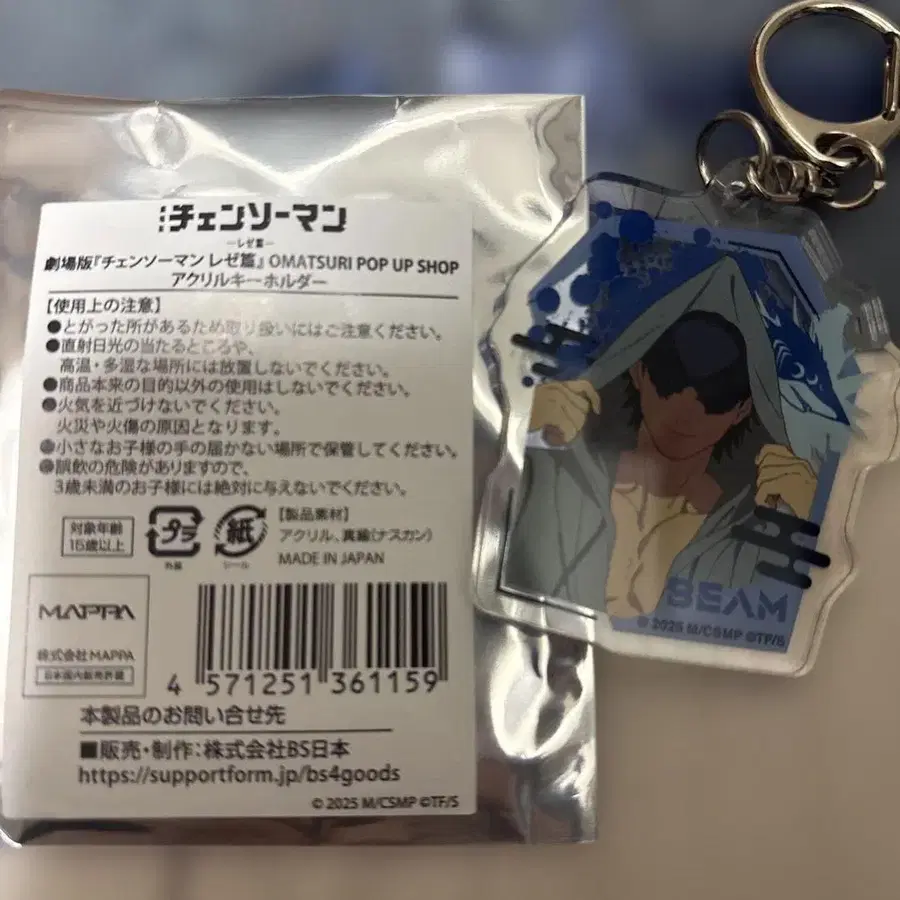 チェンソーマン
―レゼ篇―
劇場版『チェンソーマン レゼ篇』 OMATSURI POP UP SHOP
アクリルキーホルダー
【使用上の注意】
●とがった所があるため取り扱いにはご注意ください。
●直射日光の当たるところや、
高温・多湿な場所には放置しないでください。
●商品本来の目的以外の使用はしないでください。
●火気を近づけないでください。
火災や火傷の原因となります。
●小さなお子様の手の届かない場所で保管してください。
●誤飲の危険がありますので、
3歳未満のお子様には絶対に与えないでください。
対象年齢
15歳以上
プラ
外装
紙
シール
【製品素材】
アクリル、真鍮(ナスカン)
MADE IN JAPAN
MAPPA
株式会社MAPPA
日本国内販売許諾
4 571251 361159
本製品のお問い合せ先
■販売・制作：株式会社BS日本
https://supportform.jp/bs4goods
© 2025 M/CSMP ©TF/S
BEAM
© 2025 M/CSMP ©TF/S